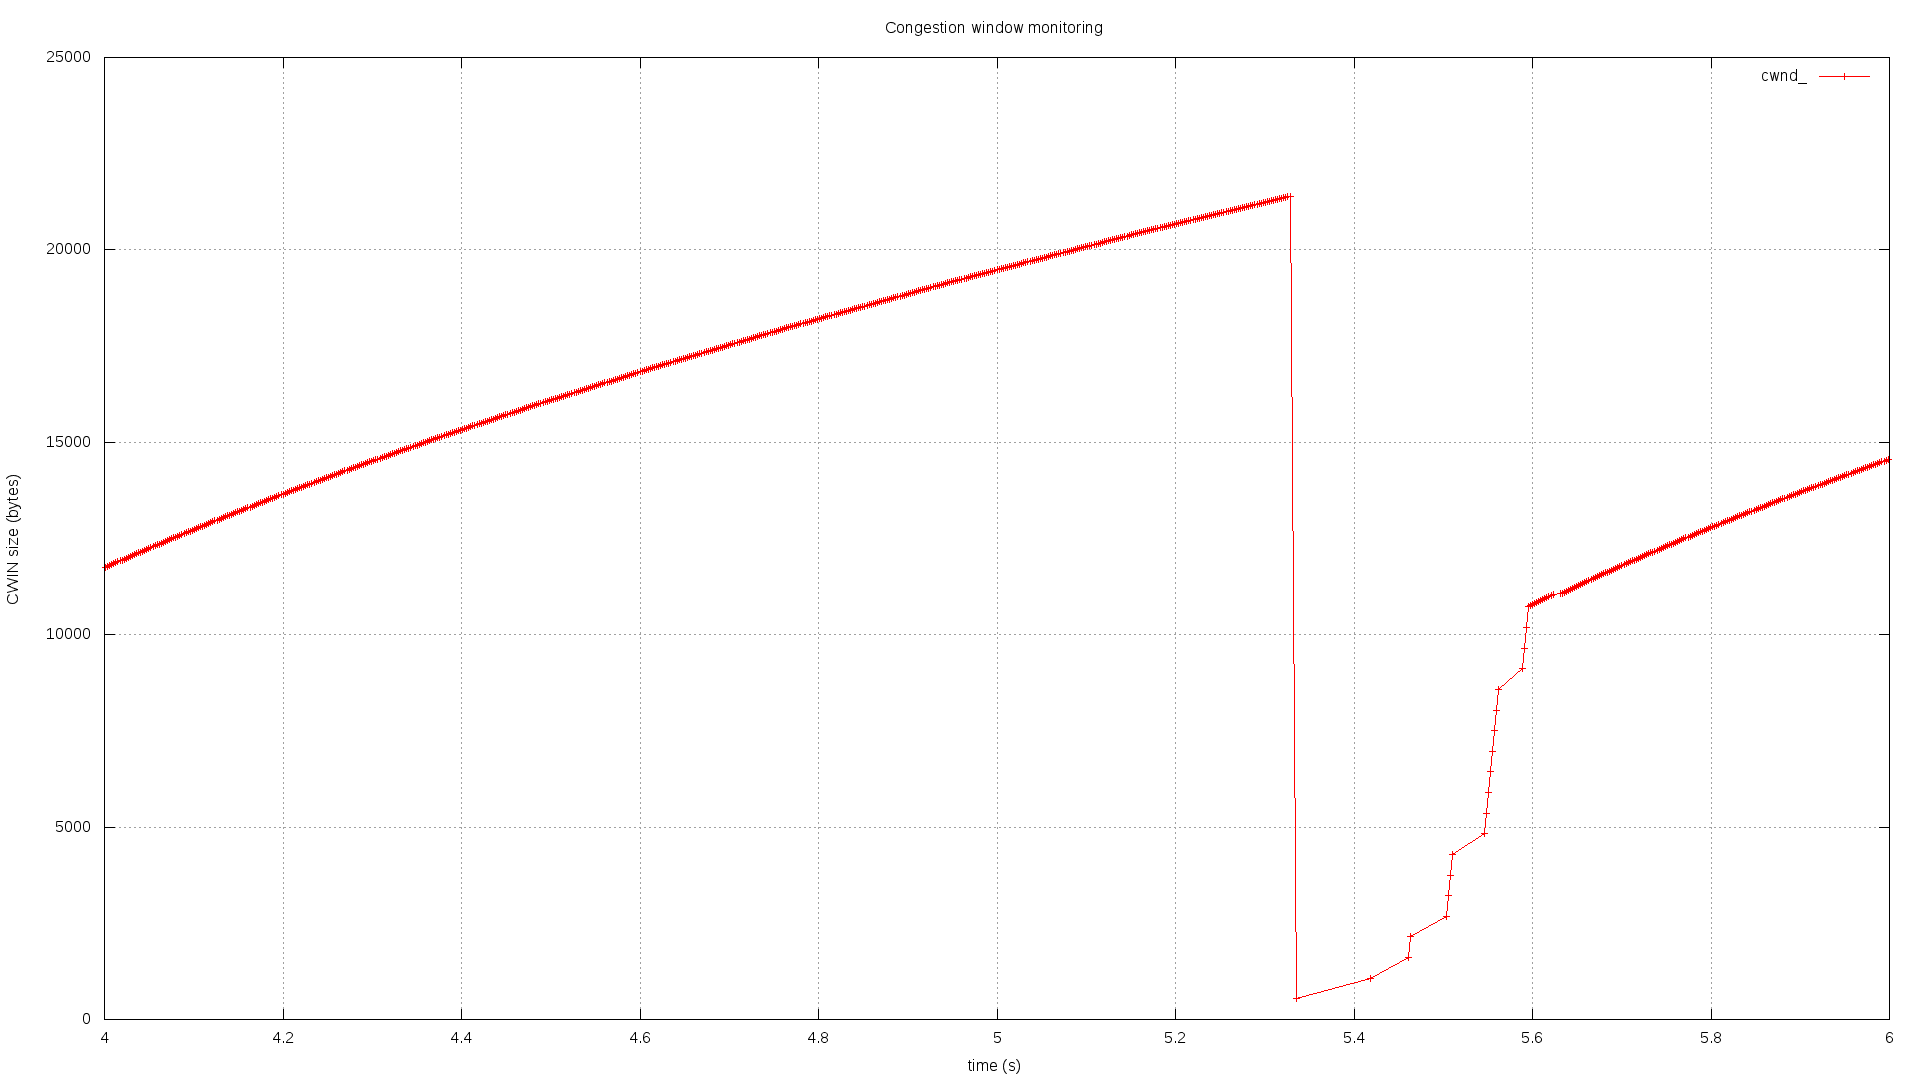 Congestion window monitoring
cwnd_
25000
20000
15000
10000
5000
0
CWIN size (bytes)
4 4.2 4.4 4.6 4.8 5 5.2 5.4 5.6 5.8 6
time (s)